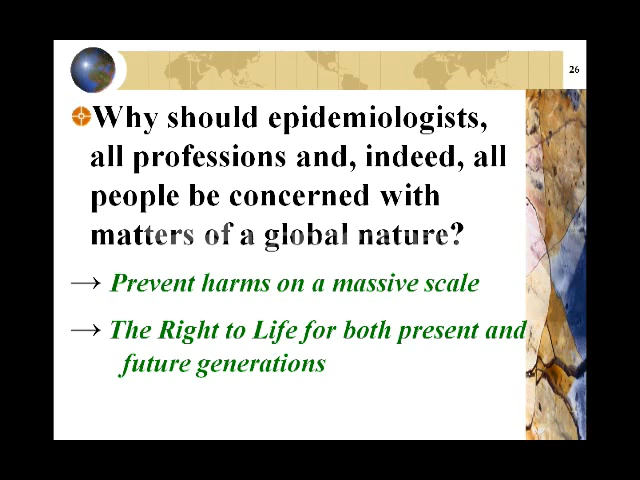 26
Why should epidemiologists,
all professions and, indeed, all
people be concerned with
matters of a global nature?
→ Prevent harms on a massive scale
→ The Right to Life for both present and
future generations